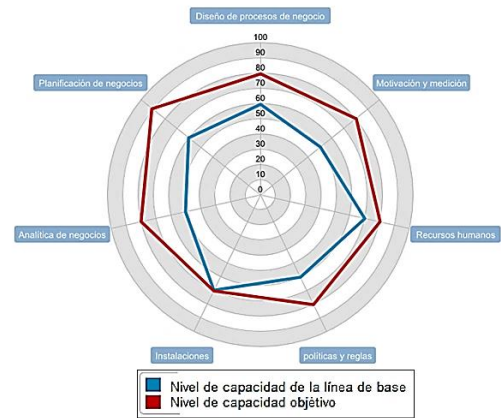 Diseño de procesos de negocio
100
90
80
70
60
50
40
30
20
10
0
Planificación de negocios
Motivación y medición
Analítica de negocios
Recursos humanos
Instalaciones
políticas y reglas
Nivel de capacidad de la línea de base
Nivel de capacidad objétivo